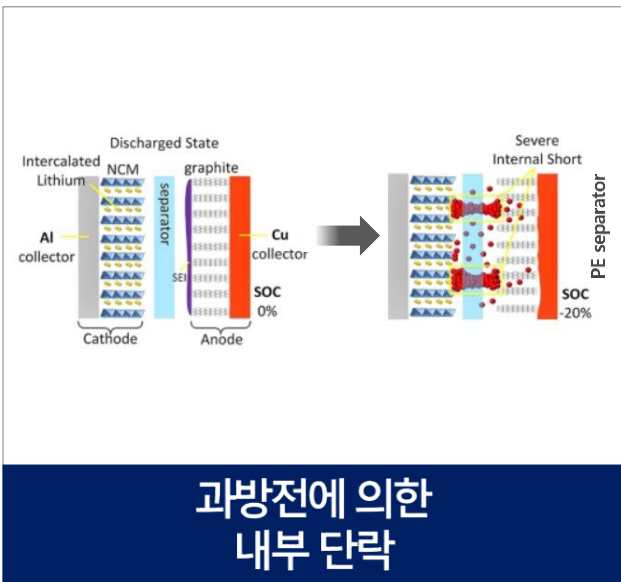 Discharged State
Intercalated
Lithium
NCM
graphite
separator
Al
collector
SEI
Cu
collector
SOC
0%
Cathode
Anode
Severe
Internal Short
PE separator
SOC
-20%
과방전에 의한
내부 단락